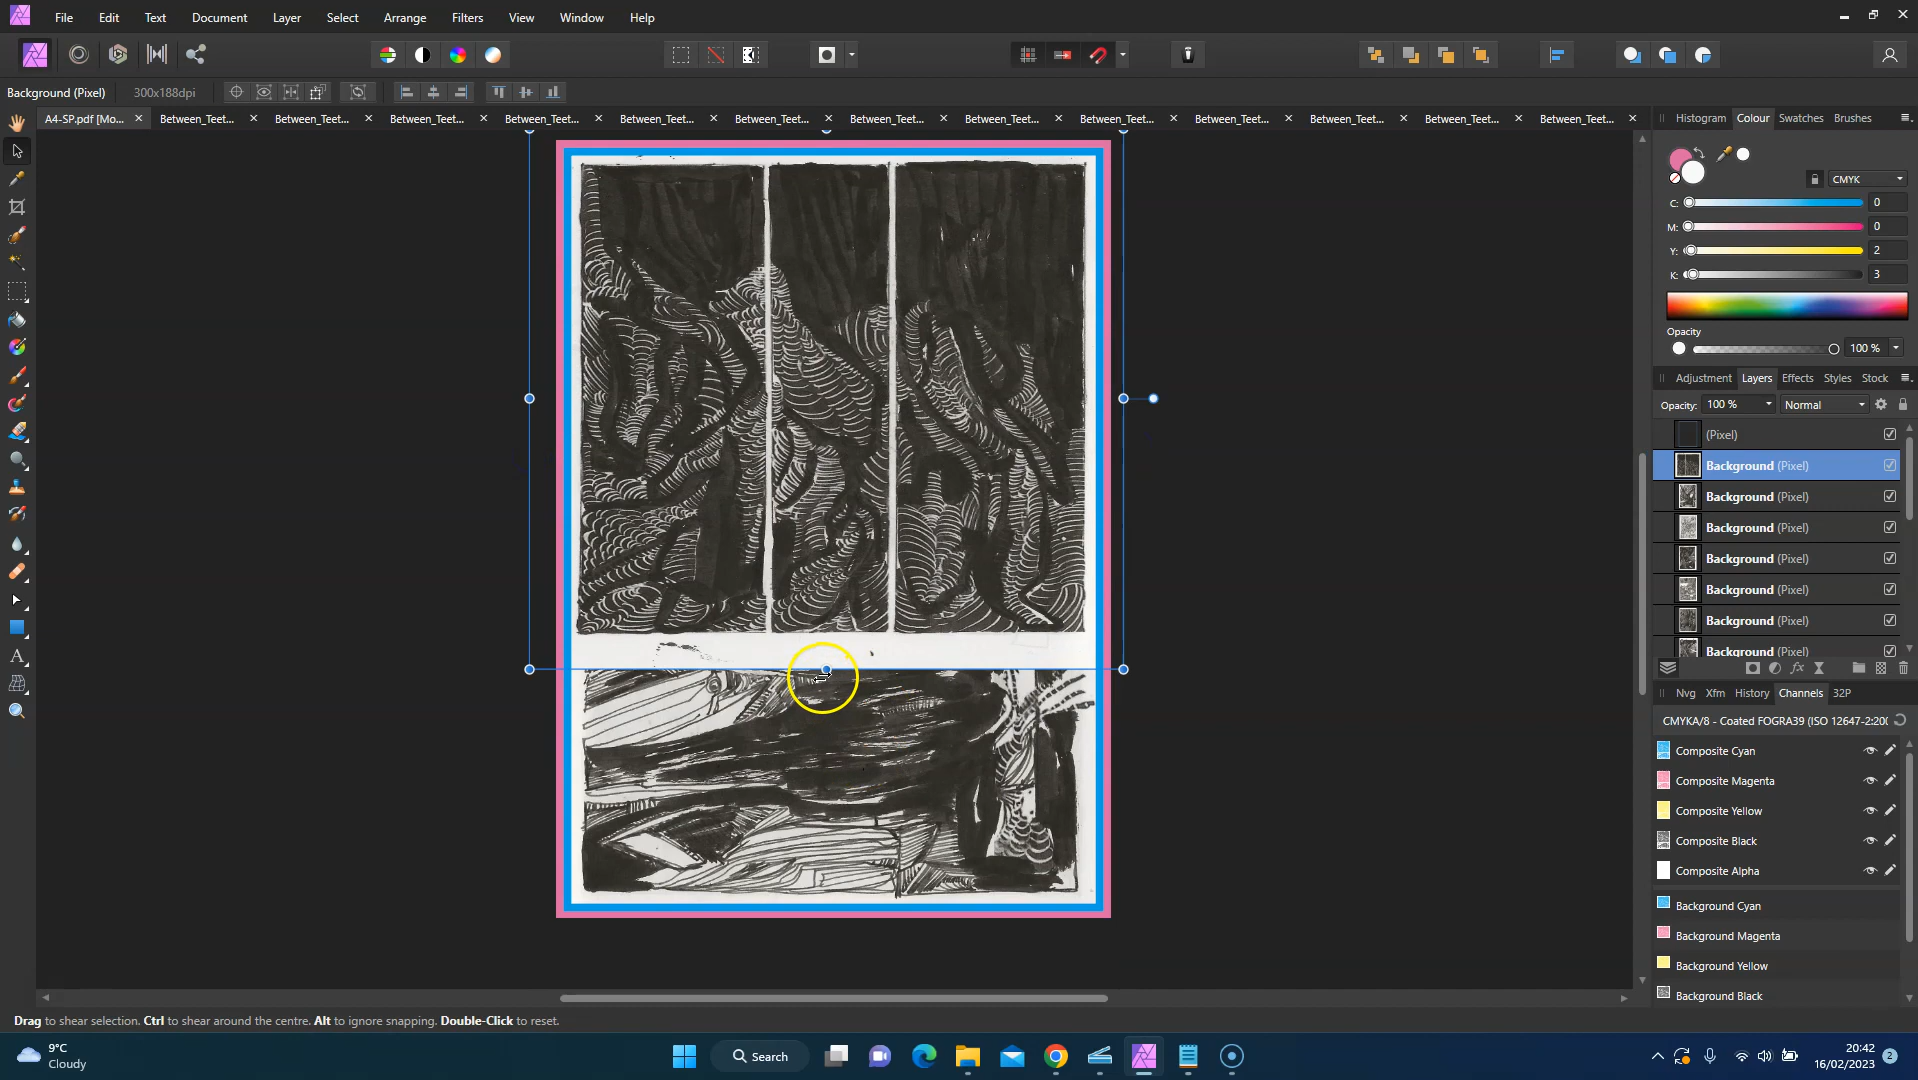 File Edit Text Document Layer Select Arrange Filters View Window Help
Background (Pixel) 300x188dpi
A4-SP.pdf [Mo... Between_Teet... Between_Teet... Between_Teet... Between_Teet... Between_Teet... Between_Teet... Between_Teet... Between_Teet... Between_Teet... Between_Teet... Between_Teet... Between_Teet... Between_Teet...
Histogram Colour Swatches Brushes
CMYK
C: 0
M: 0
Y: 2
K: 3
Opacity
100 %
Adjustment Layers Effects Styles Stock
Opacity: 100 % Normal
(Pixel)
Background (Pixel)
Background (Pixel)
Background (Pixel)
Background (Pixel)
Background (Pixel)
Background (Pixel)
Background (Pixel)
Nvg Xfm History Channels 32P
CMYKA/8 - Coated FOGRA39 (ISO 12647-2:200
Composite Cyan
Composite Magenta
Composite Yellow
Composite Black
Composite Alpha
Background Cyan
Background Magenta
Background Yellow
Background Black
Drag to shear selection. Ctrl to shear around the centre. Alt to ignore snapping. Double-Click to reset.
9°C
Cloudy
Search
20:42
16/02/2023
2